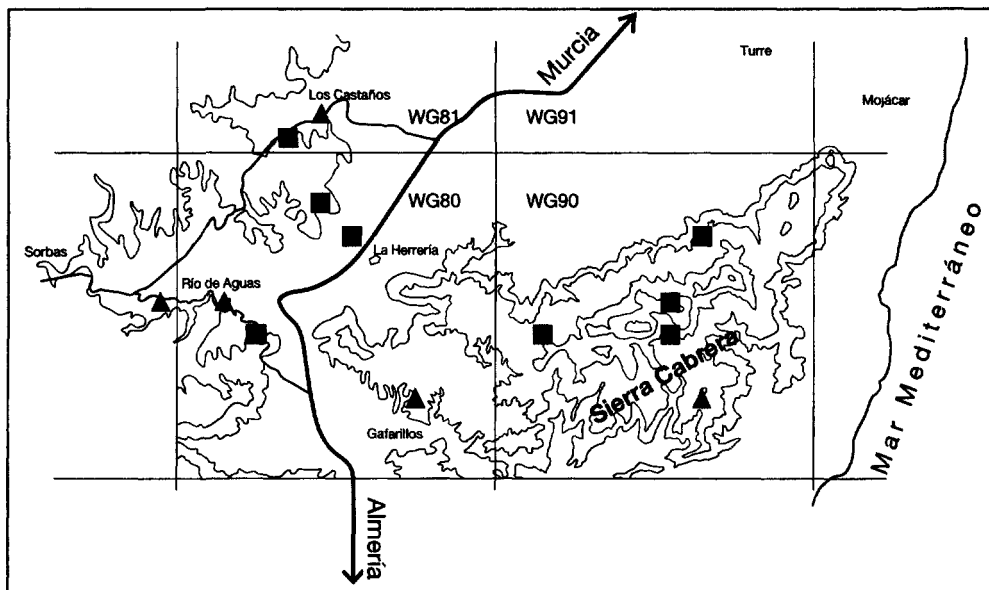 Murcia
Turre
Los Castaños
Mojácar
WG81
WG91
WG80
WG90
Sorbas
La Herrería
Río de Aguas
Sierra Cabrera
Gafarillos
Mar Mediterráneo
Almería